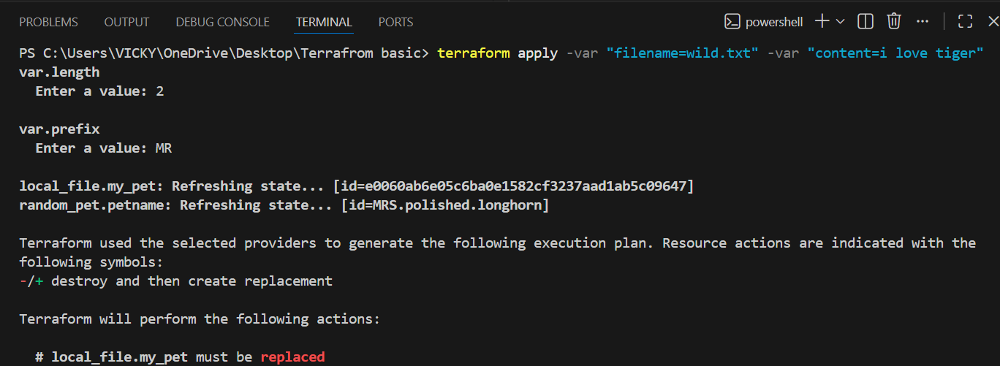 PROBLEMS OUTPUT DEBUG CONSOLE TERMINAL PORTS powershell
PS C:\Users\VICKY\OneDrive\Desktop\Terrafrom basic> terraform apply -var "filename=wild.txt" -var "content=i love tiger"
var.length
Enter a value: 2
var.prefix
Enter a value: MR
local_file.my_pet: Refreshing state... [id=e0060ab6e05c6ba0e1582cf3237aad1ab5c09647]
random_pet.petname: Refreshing state... [id=MRS.polished.longhorn]
Terraform used the selected providers to generate the following execution plan. Resource actions are indicated with the
following symbols:
-/+ destroy and then create replacement
Terraform will perform the following actions:
# local_file.my_pet must be replaced